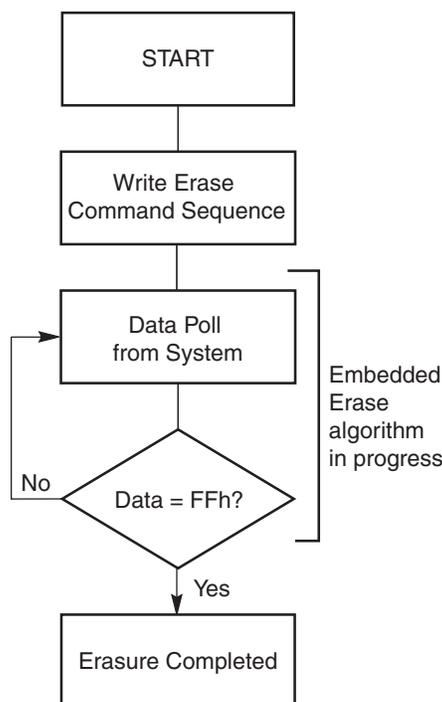 START
Write Erase
Command Sequence
Data Poll
from System
Embedded
Erase
algorithm
in progress
No
Data = FFh?
Yes
Erasure Completed